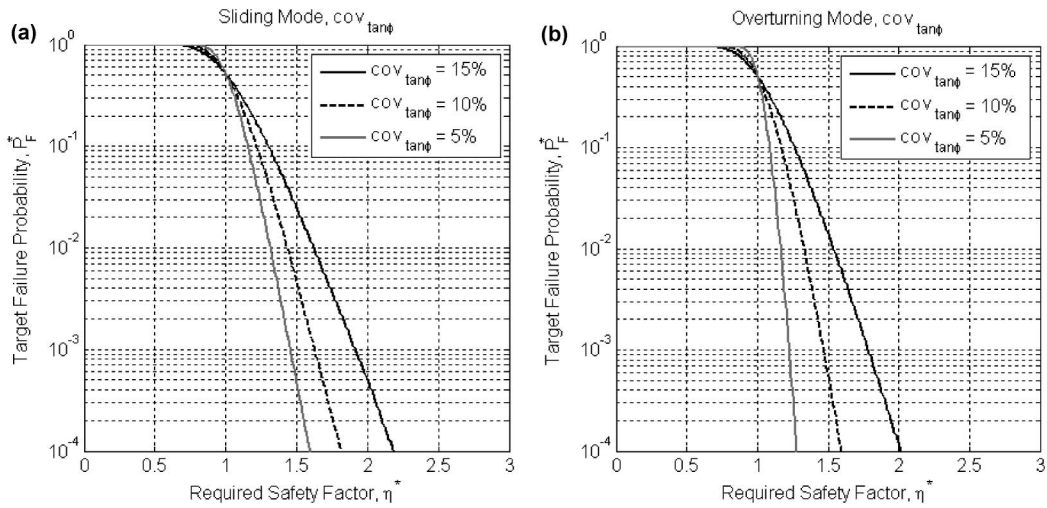 (a)
Sliding Mode, cov_tanϕ
10^0
10^-1
10^-2
10^-3
10^-4
Target Failure Probability, P_F^*
cov_tanϕ = 15%
cov_tanϕ = 10%
cov_tanϕ = 5%
0 0.5 1 1.5 2 2.5 3
Required Safety Factor, η^*
(b)
Overturning Mode, cov_tanϕ
10^0
10^-1
10^-2
10^-3
10^-4
Target Failure Probability, P_F^*
cov_tanϕ = 15%
cov_tanϕ = 10%
cov_tanϕ = 5%
0 0.5 1 1.5 2 2.5 3
Required Safety Factor, η^*